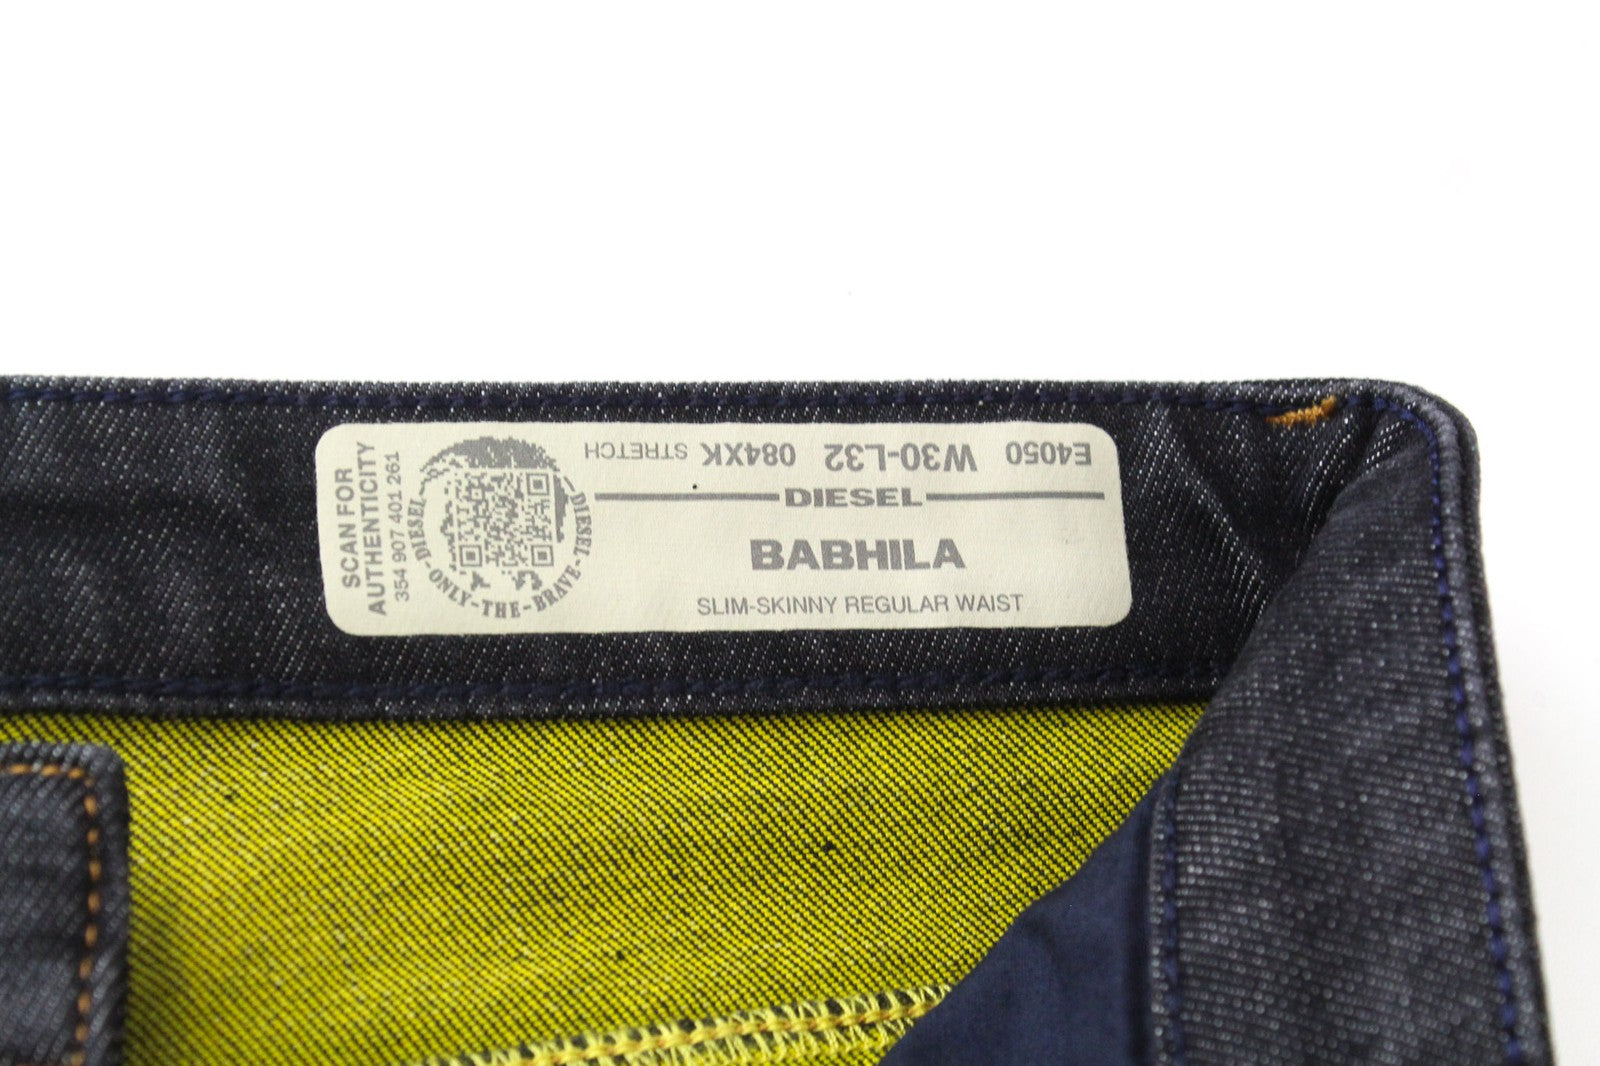 SCAN FOR
AUTHENTICITY
354 907 401 261
DIESEL-ONLY-THE-BRAVE-DIESEL
E4050 W30-L32 084XK STRETCH
DIESEL
BABHILA
SLIM-SKINNY REGULAR WAIST